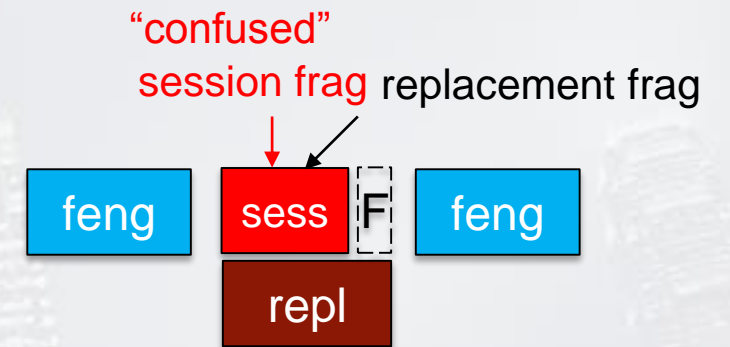 “confused”
session frag replacement frag
feng sess F feng
repl